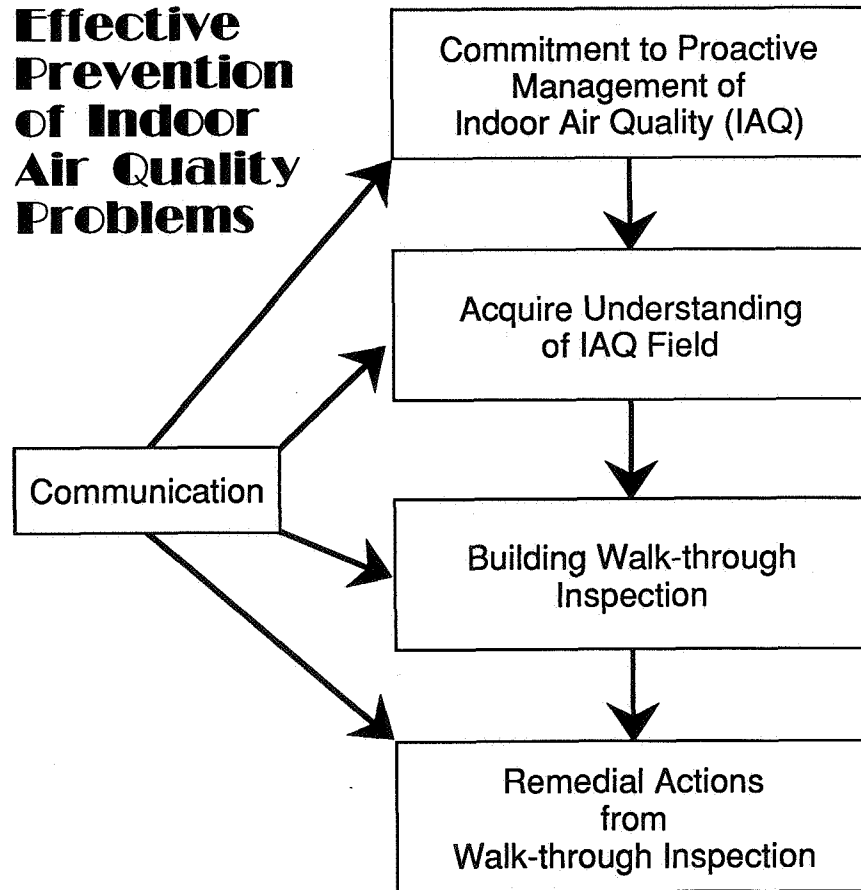 Effective
Prevention
of Indoor
Air Quality
Problems
Commitment to Proactive
Management of
Indoor Air Quality (IAQ)
Acquire Understanding
of IAQ Field
Communication
Building Walk-through
Inspection
Remedial Actions
from
Walk-through Inspection